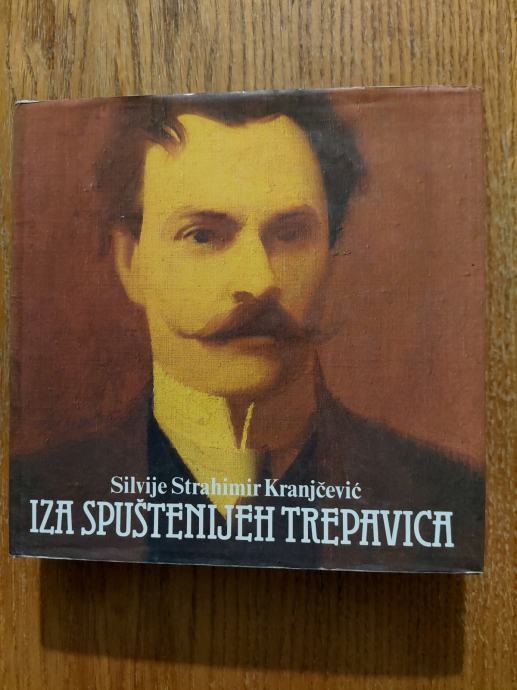 Silvije Strahimir Kranjčević
IZA SPUŠTENIJEH TREPAVICA